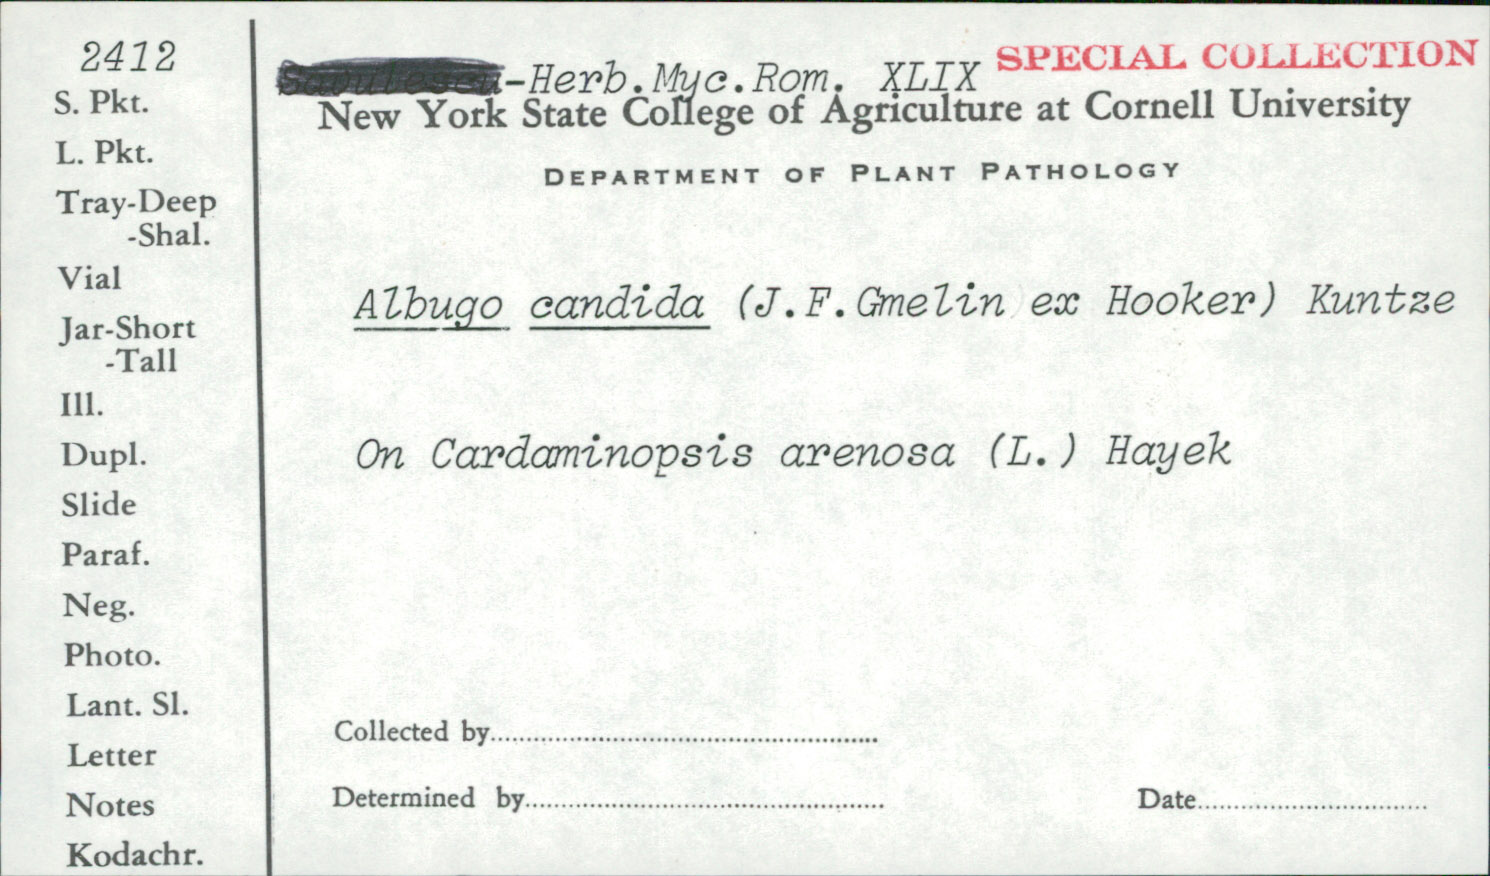 2412
S. Pkt.
L. Pkt.
Tray-Deep
-Shal.
Vial
Jar-Short
-Tall
Ill.
Dupl.
Slide
Paraf.
Neg.
Photo.
Lant. Sl.
Letter
Notes
Kodachr.
-Herb.Myc.Rom. XLIX SPECIAL COLLECTION
New York State College of Agriculture at Cornell University
DEPARTMENT OF PLANT PATHOLOGY
Albugo candida (J.F.Gmelin ex Hooker) Kuntze
On Cardaminopsis arenosa (L.) Hayek
Collected by
Determined by
Date